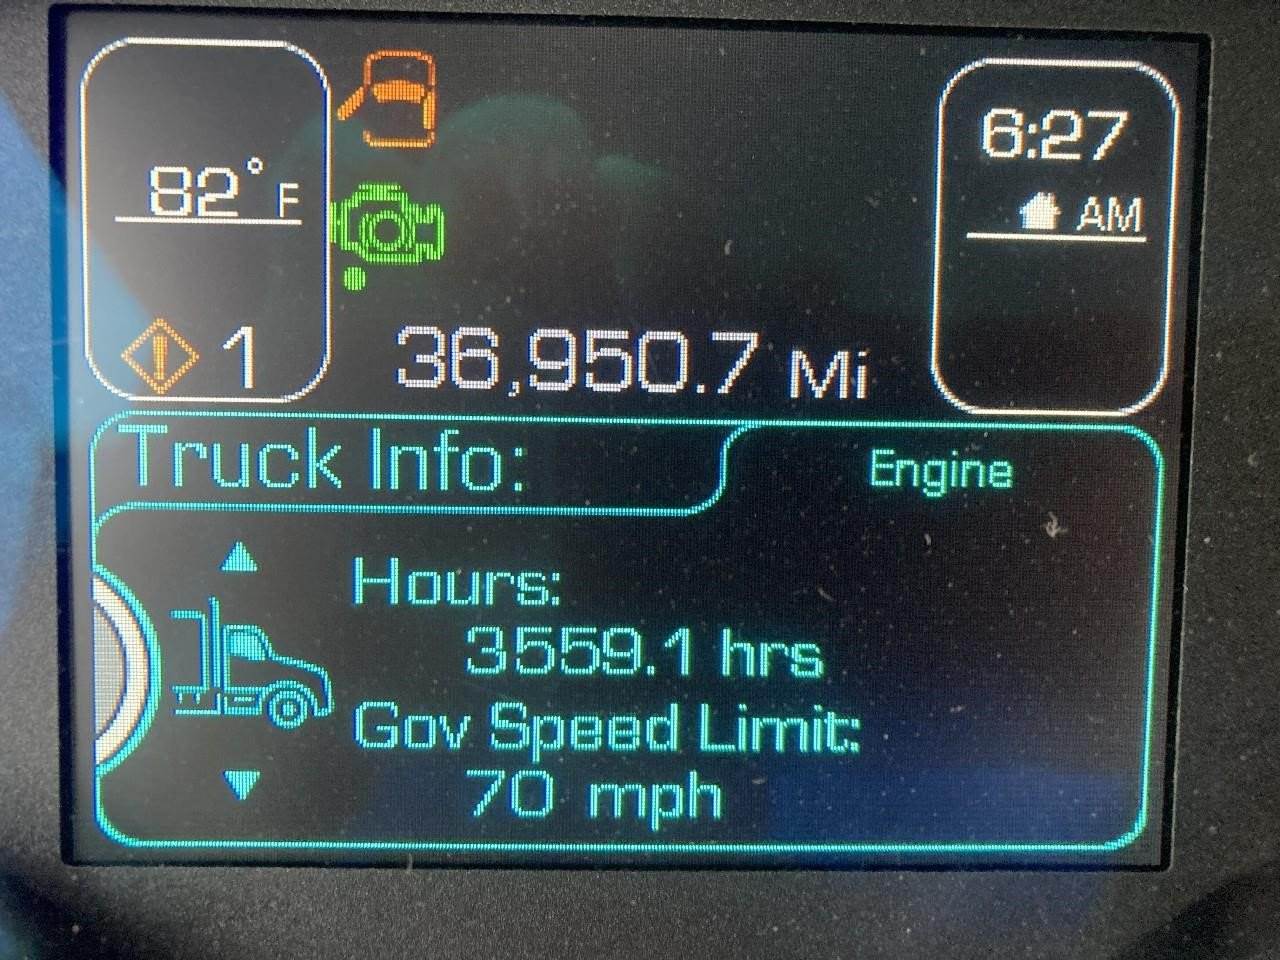 82° F
6:27
AM
1
36,950.7 Mi
Truck Info:
Engine
Hours:
3559.1 hrs
Gov Speed Limit:
70 mph